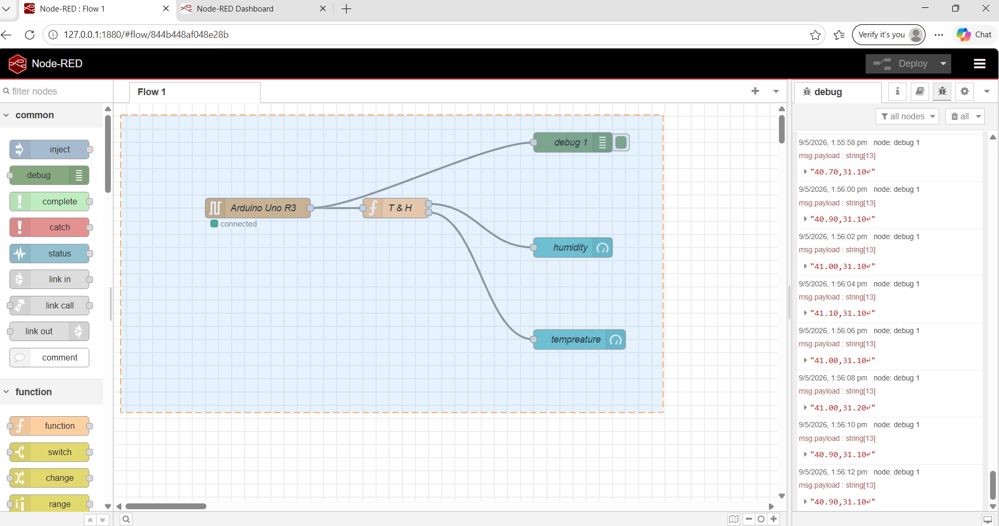 Node-RED : Flow 1
Node-RED Dashboard
127.0.0.1:1880/#flow/844b448af048e28b
Verify it's you
Chat
Node-RED
Deploy
filter nodes
Flow 1
debug
i
all nodes
all
common
inject
debug
complete
catch
status
link in
link call
link out
comment
function
function
switch
change
range
debug 1
Arduino Uno R3
connected
T & H
humidity
tempreature
9/5/2026, 1:55:58 pm node: debug 1
msg.payload : string[13]
"40.70,31.10↵"
9/5/2026, 1:56:00 pm node: debug 1
msg.payload : string[13]
"40.90,31.10↵"
9/5/2026, 1:56:02 pm node: debug 1
msg.payload : string[13]
"41.00,31.10↵"
9/5/2026, 1:56:04 pm node: debug 1
msg.payload : string[13]
"41.10,31.10↵"
9/5/2026, 1:56:06 pm node: debug 1
msg.payload : string[13]
"41.00,31.10↵"
9/5/2026, 1:56:08 pm node: debug 1
msg.payload : string[13]
"41.00,31.20↵"
9/5/2026, 1:56:10 pm node: debug 1
msg.payload : string[13]
"40.90,31.10↵"
9/5/2026, 1:56:12 pm node: debug 1
msg.payload : string[13]
"40.90,31.10↵"